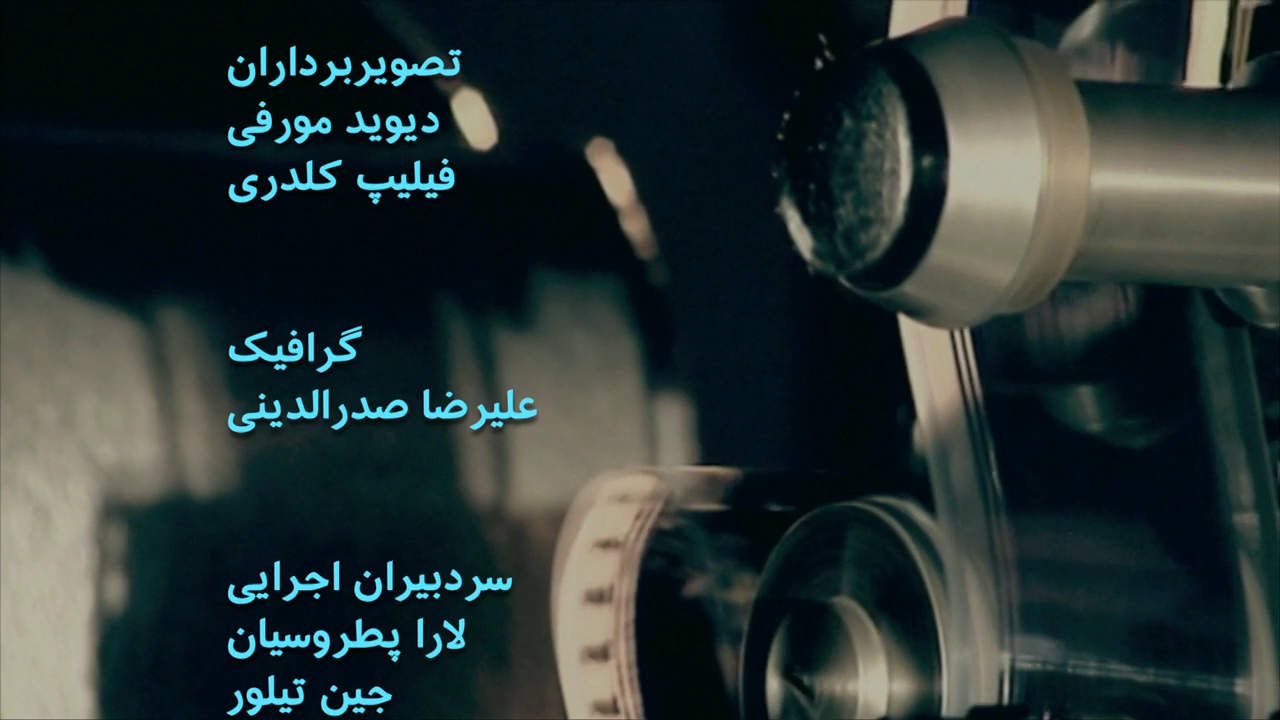 تصویربرداران
دیوید مورفی
فیلیپ کلدری
گرافیک
علیرضا صدرالدینی
سردبیران اجرایی
لارا پطروسیان
جین تیلور